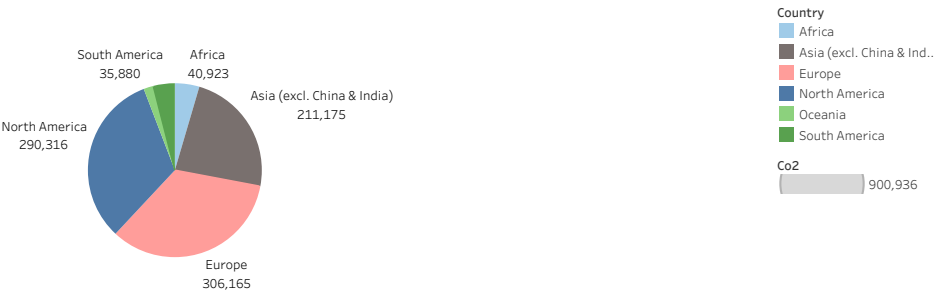 South America
35,880
Africa
40,923
Asia (excl. China & India)
211,175
North America
290,316
Europe
306,165
Country
Africa
Asia (excl. China & Ind..
Europe
North America
Oceania
South America
Co2
900,936